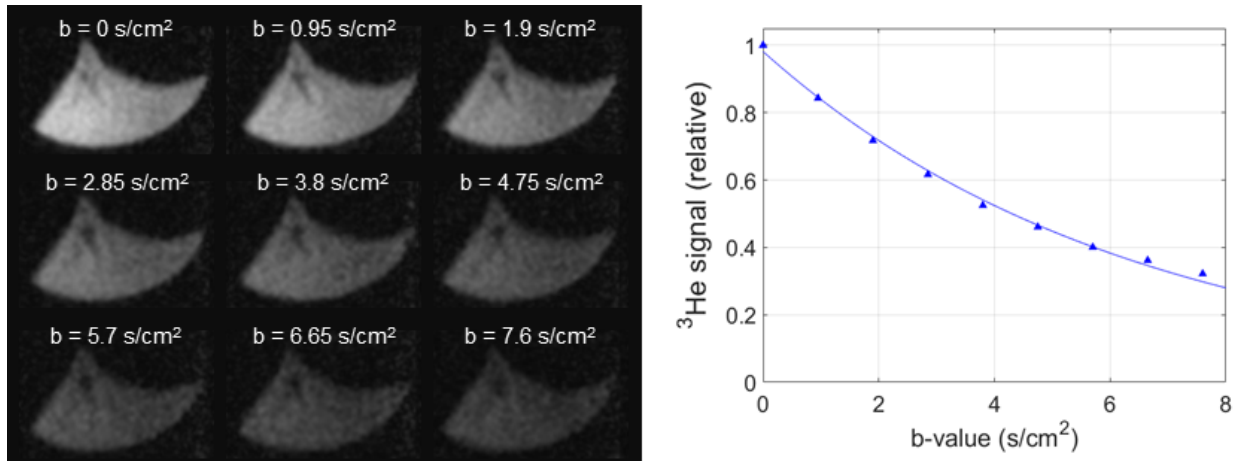 b = 0 s/cm² b = 0.95 s/cm² b = 1.9 s/cm²
b = 2.85 s/cm² b = 3.8 s/cm² b = 4.75 s/cm²
b = 5.7 s/cm² b = 6.65 s/cm² b = 7.6 s/cm²
³He signal (relative)
1
0.8
0.6
0.4
0.2
0
0 2 4 6 8
b-value (s/cm²)